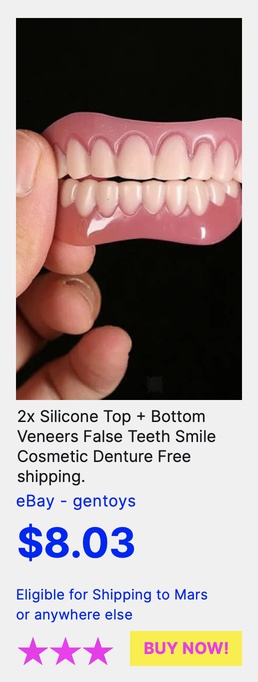 2x Silicone Top + Bottom
Veneers False Teeth Smile
Cosmetic Denture Free
shipping.
eBay - gentoys
$8.03
Eligible for Shipping to Mars
or anywhere else
BUY NOW!